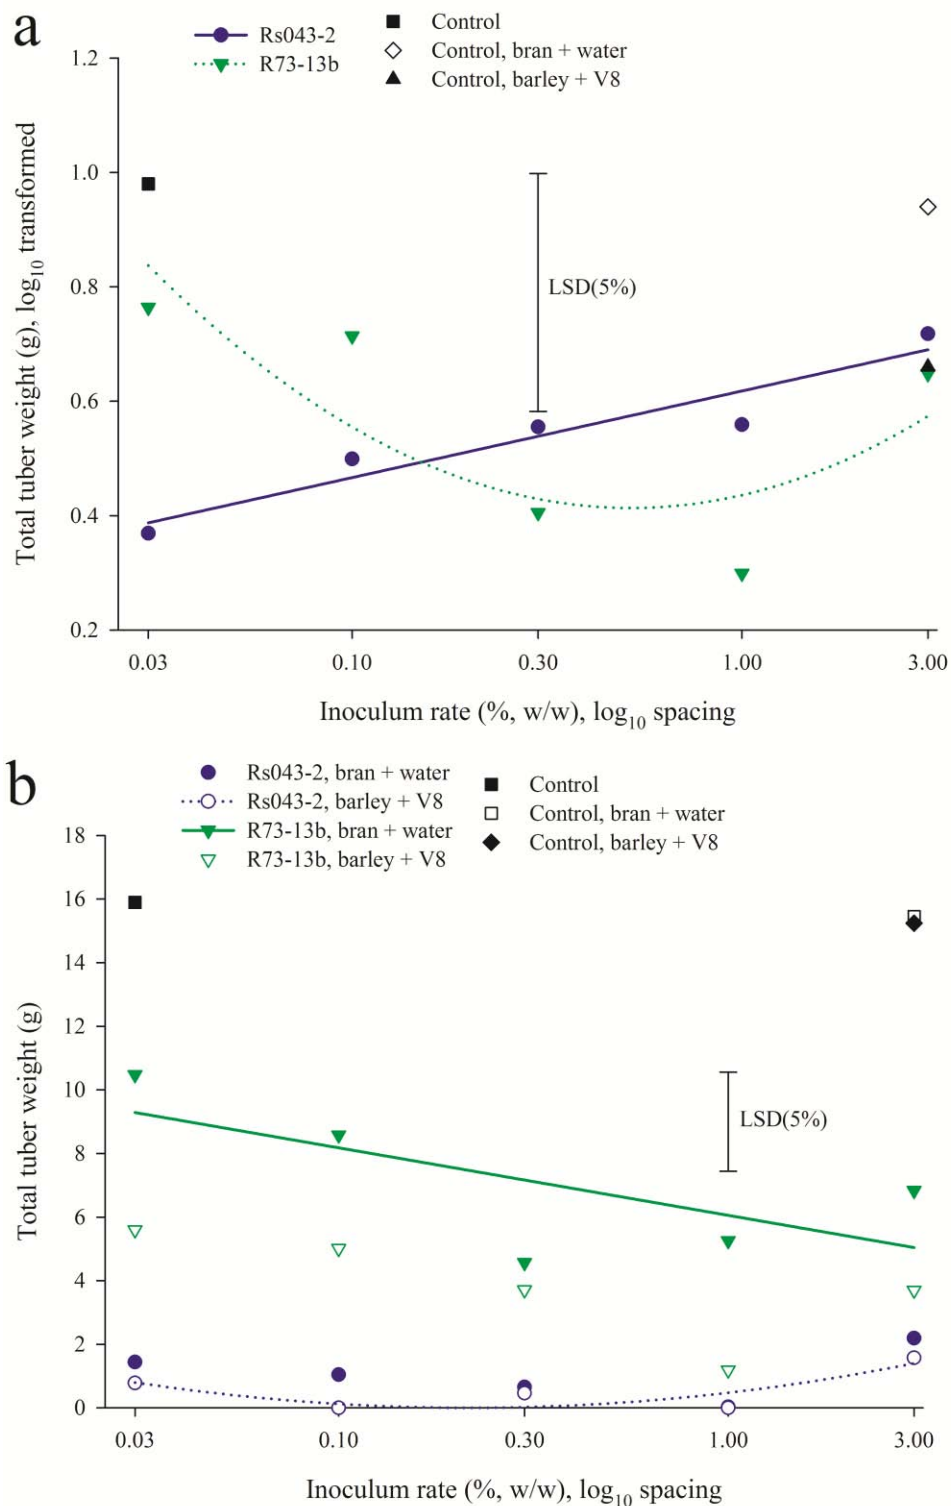 a
Rs043-2
R73-13b
Control
Control, bran + water
Control, barley + V8
1.2
1.0
0.8
0.6
0.4
0.2
Total tuber weight (g), log10 transformed
LSD(5%)
0.03 0.10 0.30 1.00 3.00
Inoculum rate (%, w/w), log10 spacing
b
Rs043-2, bran + water
Rs043-2, barley + V8
R73-13b, bran + water
R73-13b, barley + V8
Control
Control, bran + water
Control, barley + V8
18
16
14
12
10
8
6
4
2
0
Total tuber weight (g)
LSD(5%)
0.03 0.10 0.30 1.00 3.00
Inoculum rate (%, w/w), log10 spacing